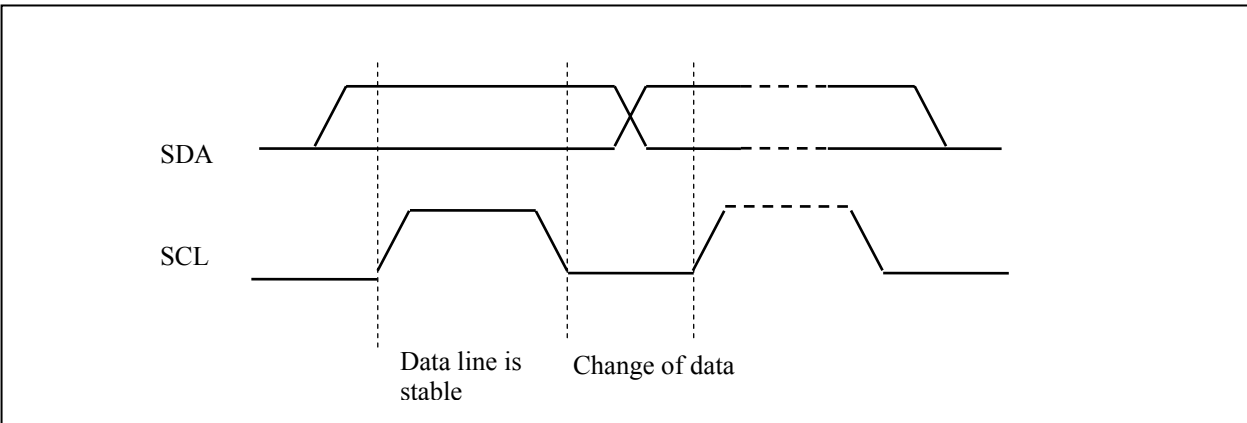 SDA
SCL
Data line is
stable
Change of data